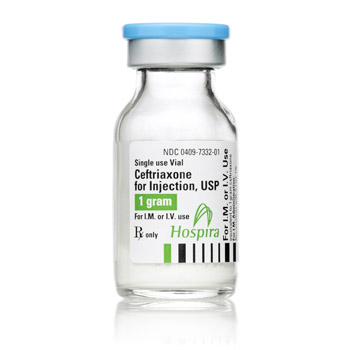 NDC 0409-7332-01
Single use Vial
Ceftriaxone
for Injection, USP
1 gram
For I.M. or I.V. use
Rx only
Hospira
For I.M. or I.V. Use